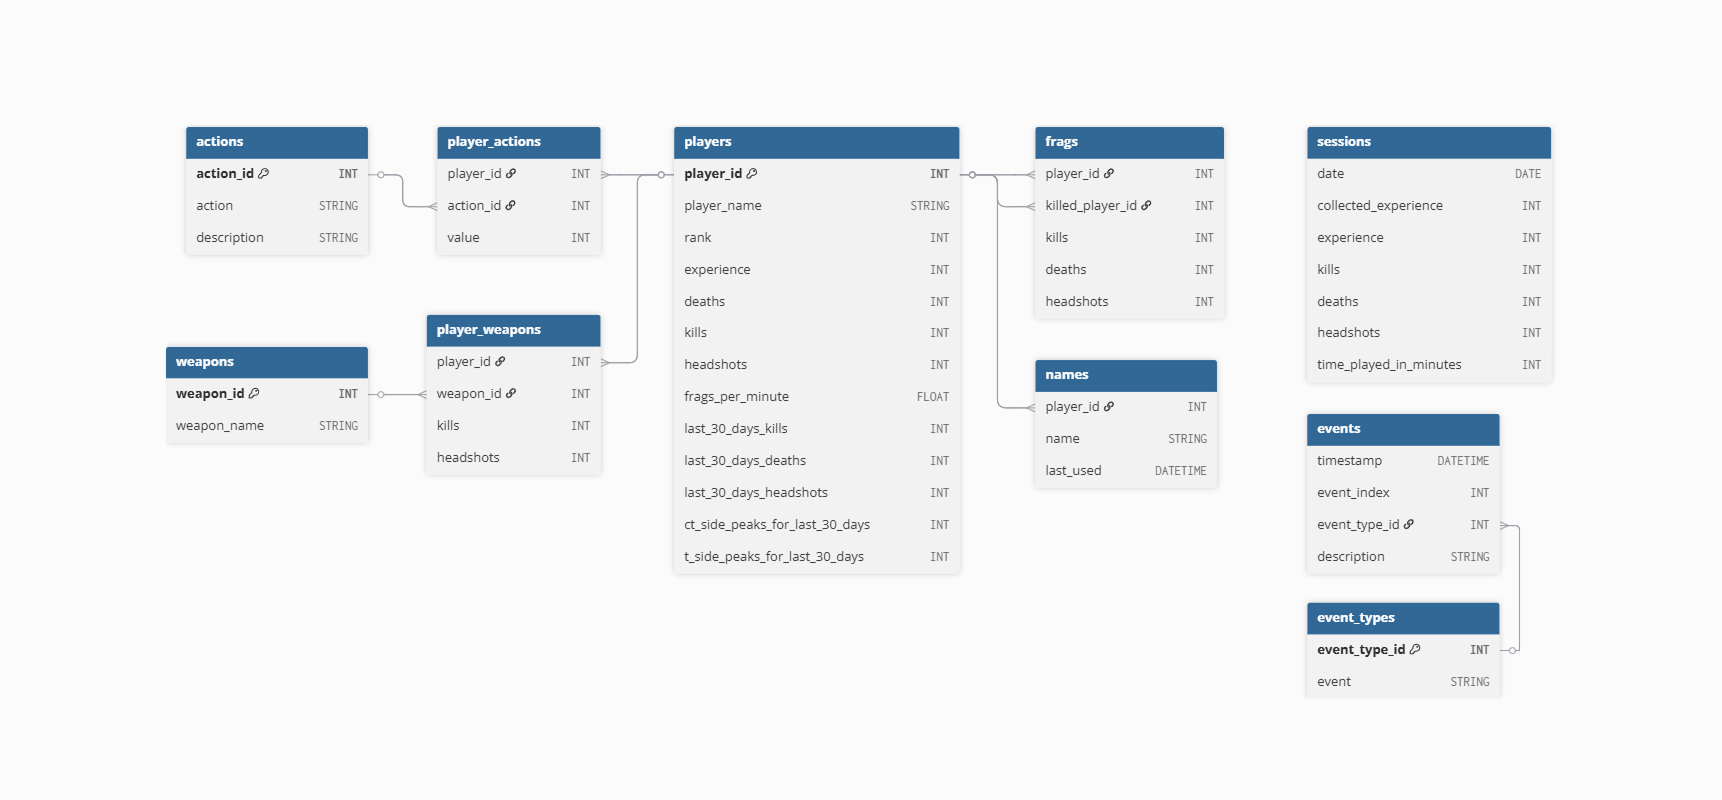 actions
action_id INT
action STRING
description STRING
player_actions
player_id INT
action_id INT
value INT
players
player_id INT
player_name STRING
rank INT
experience INT
deaths INT
kills INT
headshots INT
frags_per_minute FLOAT
last_30_days_kills INT
last_30_days_deaths INT
last_30_days_headshots INT
ct_side_peaks_for_last_30_days INT
t_side_peaks_for_last_30_days INT
frags
player_id INT
killed_player_id INT
kills INT
deaths INT
headshots INT
sessions
date DATE
collected_experience INT
experience INT
kills INT
deaths INT
headshots INT
time_played_in_minutes INT
weapons
weapon_id INT
weapon_name STRING
player_weapons
player_id INT
weapon_id INT
kills INT
headshots INT
names
player_id INT
name STRING
last_used DATETIME
events
timestamp DATETIME
event_index INT
event_type_id INT
description STRING
event_types
event_type_id INT
event STRING